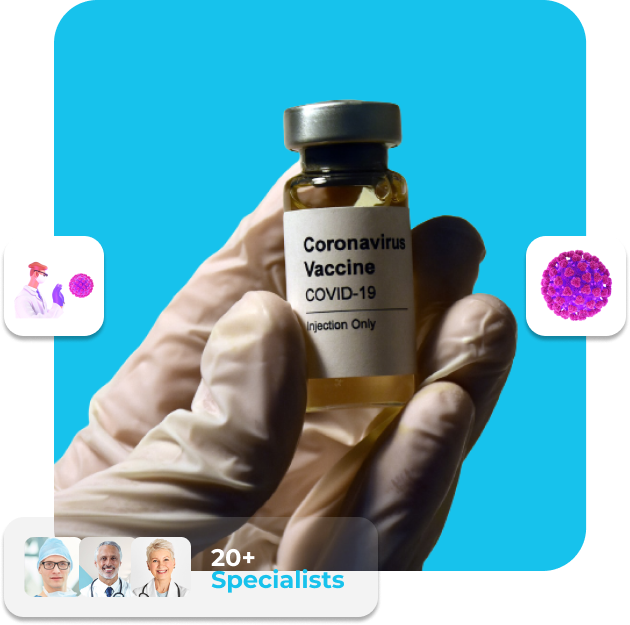 Coronavirus
Vaccine
COVID-19
Injection Only
20+
Specialists